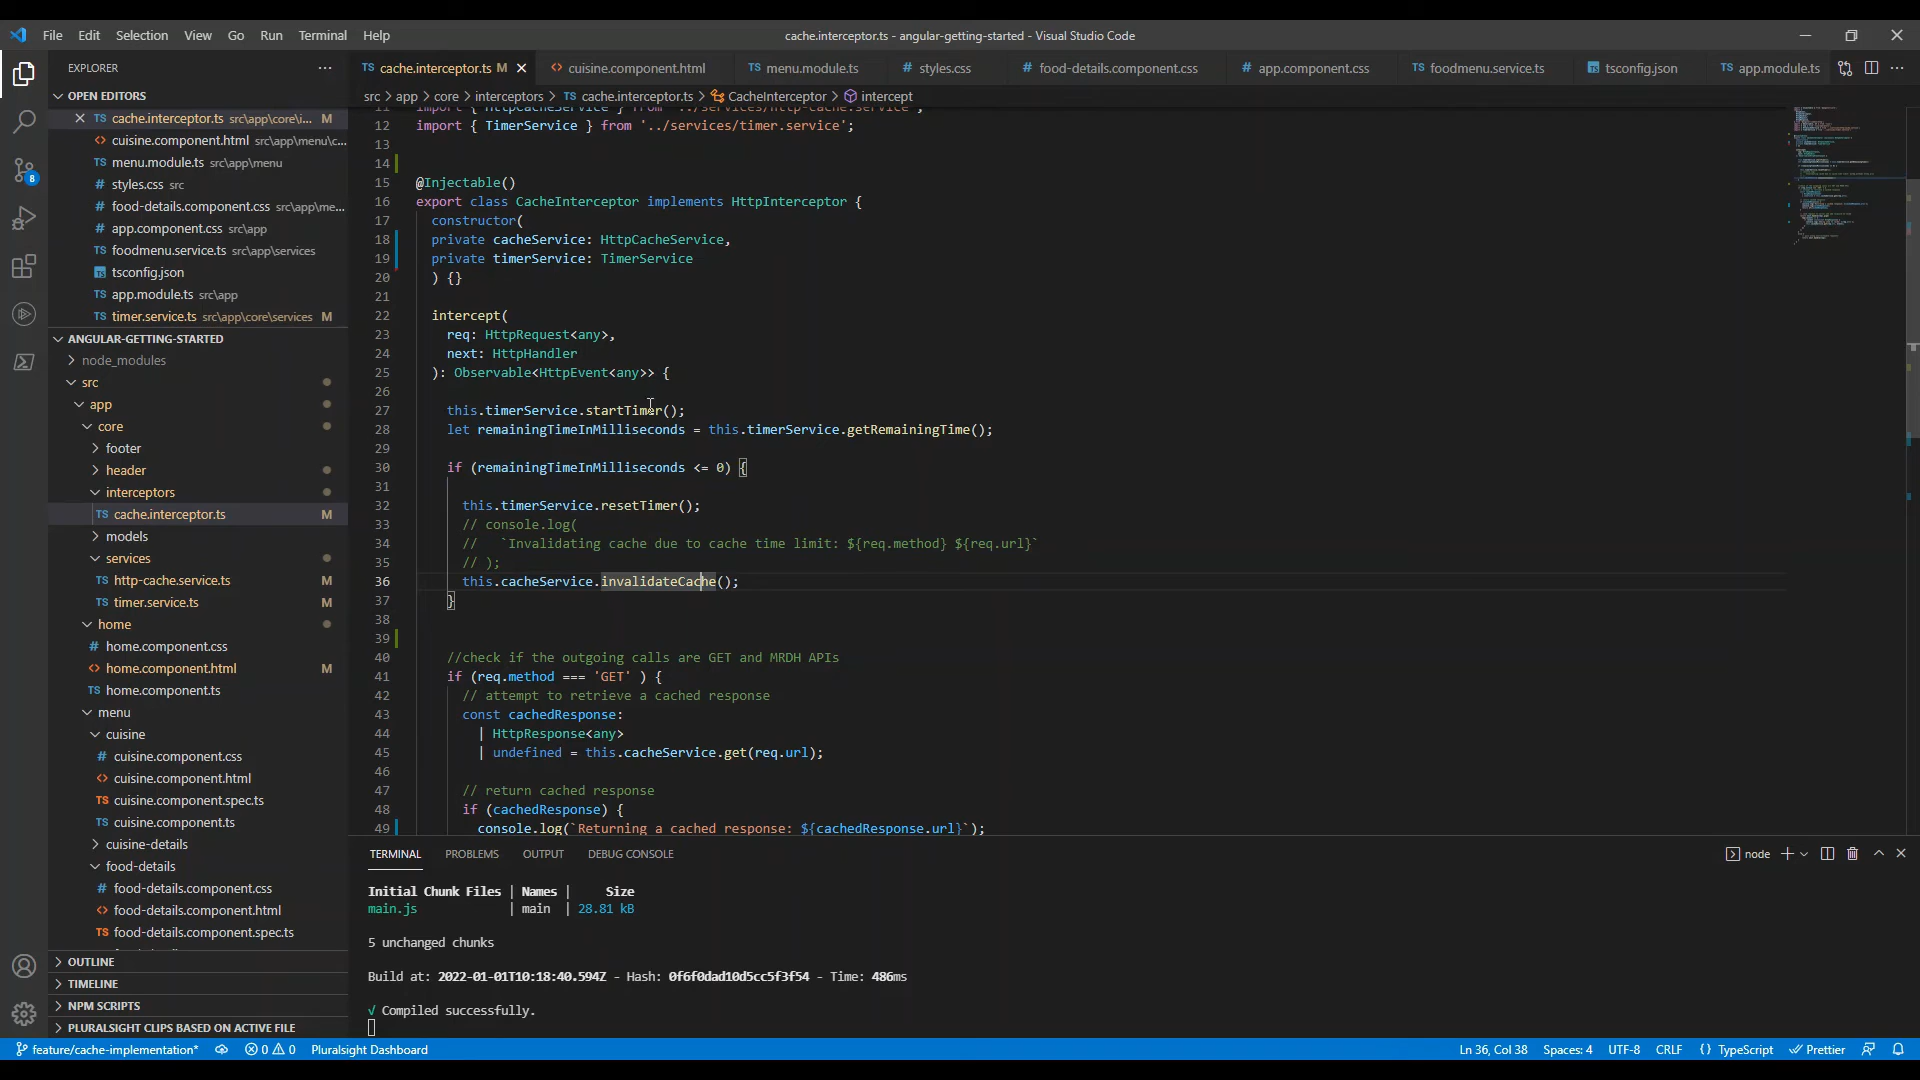 File Edit Selection View Go Run Terminal Help
cache.interceptor.ts - angular-getting-started - Visual Studio Code
EXPLORER
OPEN EDITORS
cache.interceptor.ts src\app\core\i... M
cuisine.component.html src\app\menu\c...
menu.module.ts src\app\menu
styles.css src
food-details.component.css src\app\me...
app.component.css src\app
foodmenu.service.ts src\app\services
tsconfig.json
app.module.ts src\app
timer.service.ts src\app\core\services M
ANGULAR-GETTING-STARTED
node_modules
src
app
core
footer
header
interceptors
cache.interceptor.ts M
models
services
http-cache.service.ts M
timer.service.ts M
home
home.component.css
home.component.html M
home.component.ts
menu
cuisine
cuisine.component.css
cuisine.component.html
cuisine.component.spec.ts
cuisine.component.ts
cuisine-details
food-details
food-details.component.css
food-details.component.html
food-details.component.spec.ts
OUTLINE
TIMELINE
NPM SCRIPTS
PLURALSIGHT CLIPS BASED ON ACTIVE FILE
8
TS cache.interceptor.ts M
cuisine.component.html
TS menu.module.ts
# styles.css
# food-details.component.css
# app.component.css
TS foodmenu.service.ts
tsconfig.json
TS app.module.ts
src > app > core > interceptors > TS cache.interceptor.ts > CacheInterceptor > intercept
11 import { HttpCacheService } from '../services/http-cache.service';
12 import { TimerService } from '../services/timer.service';
13
14
15 @Injectable()
16 export class CacheInterceptor implements HttpInterceptor {
17 constructor(
18 private cacheService: HttpCacheService,
19 private timerService: TimerService
20 ) {}
21
22 intercept(
23 req: HttpRequest<any>,
24 next: HttpHandler
25 ): Observable<HttpEvent<any>> {
26
27 this.timerService.startTimer();
28 let remainingTimeInMilliseconds = this.timerService.getRemainingTime();
29
30 if (remainingTimeInMilliseconds <= 0) {
31
32 this.timerService.resetTimer();
33 // console.log(
34 // `Invalidating cache due to cache time limit: ${req.method} ${req.url}`
35 // );
36 this.cacheService.invalidateCache();
37 }
38
39
40 //check if the outgoing calls are GET and MRDH APIs
41 if (req.method === 'GET' ) {
42 // attempt to retrieve a cached response
43 const cachedResponse:
44 | HttpResponse<any>
45 | undefined = this.cacheService.get(req.url);
46
47 // return cached response
48 if (cachedResponse) {
49 console.log(`Returning a cached response: ${cachedResponse.url}`);
TERMINAL PROBLEMS OUTPUT DEBUG CONSOLE
node
Initial Chunk Files | Names | Size
main.js | main | 28.81 kB
5 unchanged chunks
Build at: 2022-01-01T10:18:40.594Z - Hash: 0f6f0dad10d5cc5f3f54 - Time: 486ms
√ Compiled successfully.
feature/cache-implementation* 0 0 Pluralsight Dashboard
Ln 36, Col 38 Spaces: 4 UTF-8 CRLF { } TypeScript Prettier